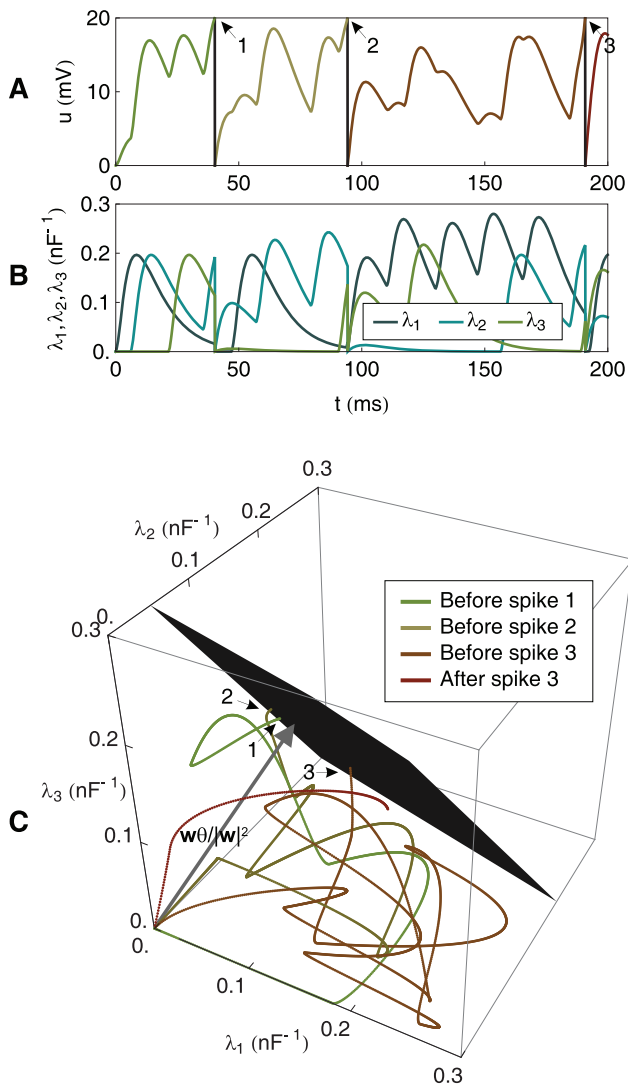 A
u (mV)
20
10
0
1
2
3
0
50
100
150
200
B
λ₁, λ₂, λ₃ (nF⁻¹)
0.3
0.2
0.1
0.
λ₁
λ₂
λ₃
0
50
100
150
200
t (ms)
C
0.3
0.2
λ₂ (nF⁻¹)
0.1
0.
0.3
Before spike 1
Before spike 2
Before spike 3
After spike 3
2
1
3
0.2
λ₃ (nF⁻¹)
0.1
wθ/|w|²
0.
0.
0.1
0.2
λ₁ (nF⁻¹)
0.3